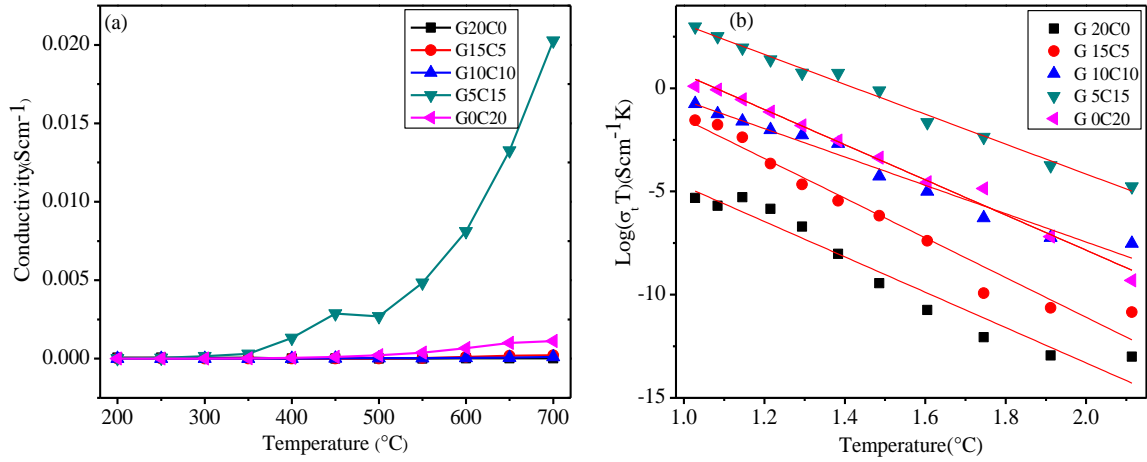 (a)
G20C0
G15C5
G10C10
G5C15
G0C20
0.020
0.015
0.010
0.005
0.000
Conductivity(Scm⁻¹)
200 300 400 500 600 700
Temperature (°C)
(b)
G 20C0
G 15C5
G 10C10
G 5C15
G 0C20
0
-5
-10
-15
Log(σₜT)(Scm⁻¹K)
1.0 1.2 1.4 1.6 1.8 2.0
Temperature(°C)